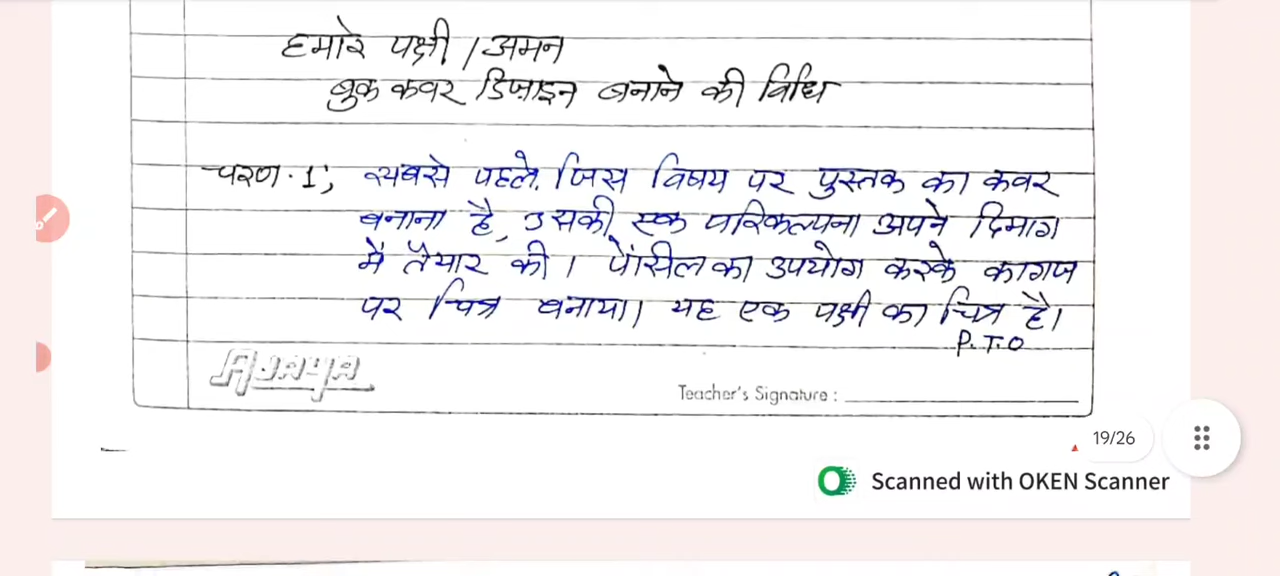 हमारे पक्षी / अमन
बुक कवर डिज़ाइन बनाने की विधि
चरण . 1; सबसे पहले, जिस विषय पर पुस्तक का कवर
बनाना है, उसकी एक परिकल्पना अपने दिमाग
में तैयार की । पेंसील का उपयोग करके कागज
पर चित्र बनाया। यह एक पक्षी का चित्र है।
P.T.O
Ajaya
Teacher's Signature :
19/26
Scanned with OKEN Scanner